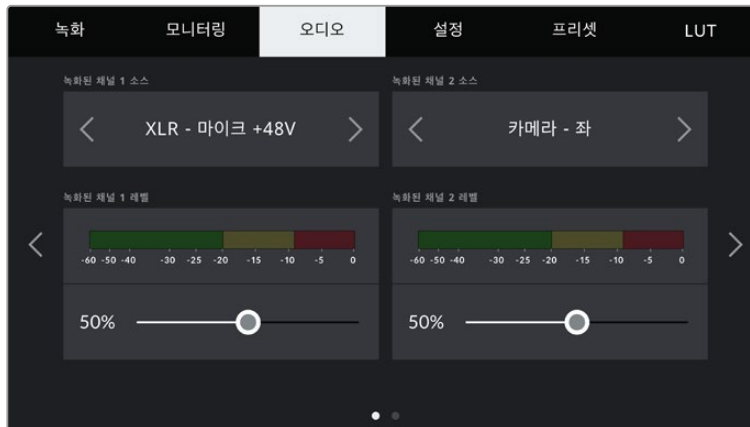 녹화 모니터링 오디오 설정 프리셋 LUT
녹화된 채널 1 소스 녹화된 채널 2 소스
XLR - 마이크 +48V 카메라 - 좌
녹화된 채널 1 레벨 녹화된 채널 2 레벨
-60 -50 -40 -30 -25 -20 -15 -10 -5 0 -60 -50 -40 -30 -25 -20 -15 -10 -5 0
50% 50%